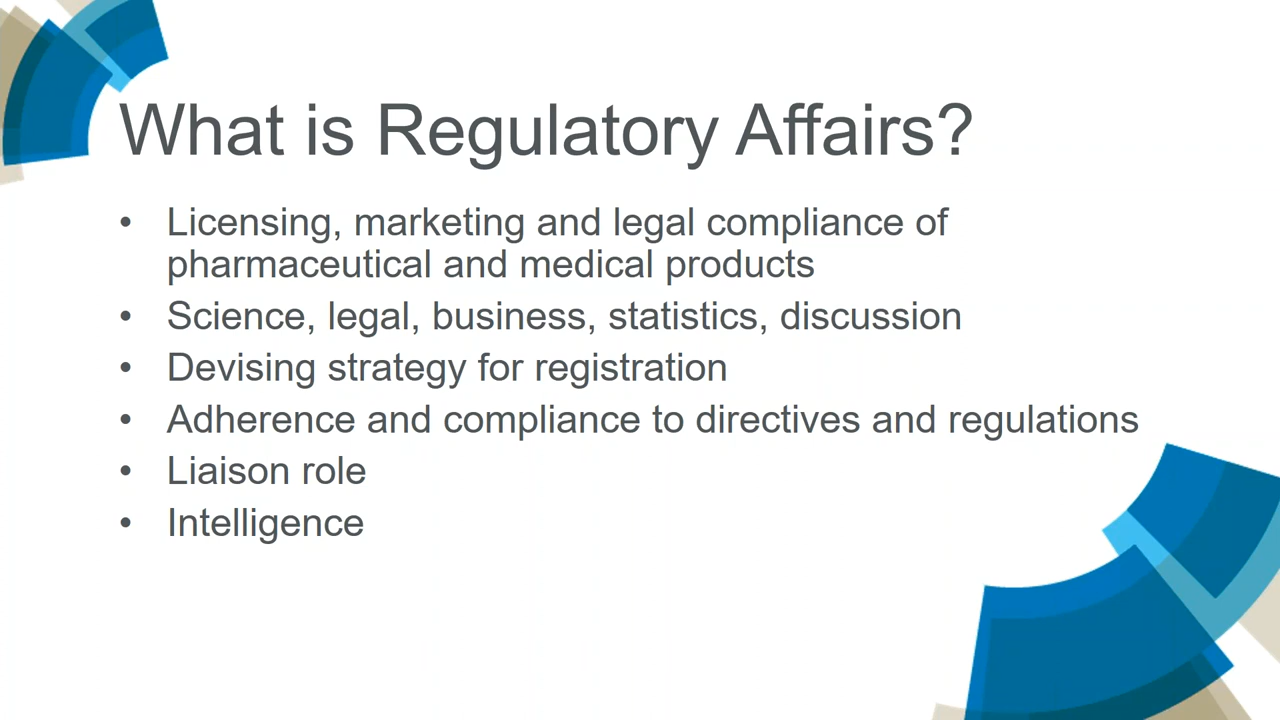 What is Regulatory Affairs?
• Licensing, marketing and legal compliance of
pharmaceutical and medical products
• Science, legal, business, statistics, discussion
• Devising strategy for registration
• Adherence and compliance to directives and regulations
• Liaison role
• Intelligence